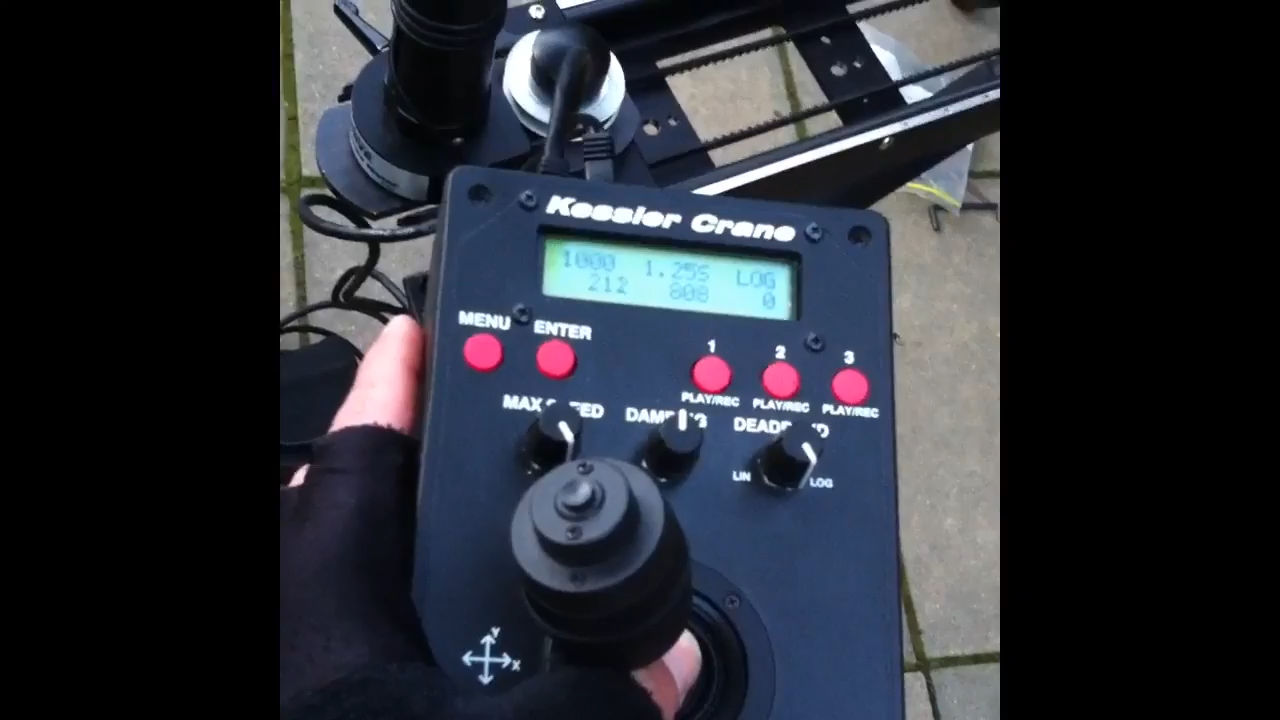 Kessler Crane
1000 1.25S LOG
212 808 0
MENU ENTER 1 2 3
PLAY/REC PLAY/REC PLAY/REC
MAX
LIN LOG
Y
X